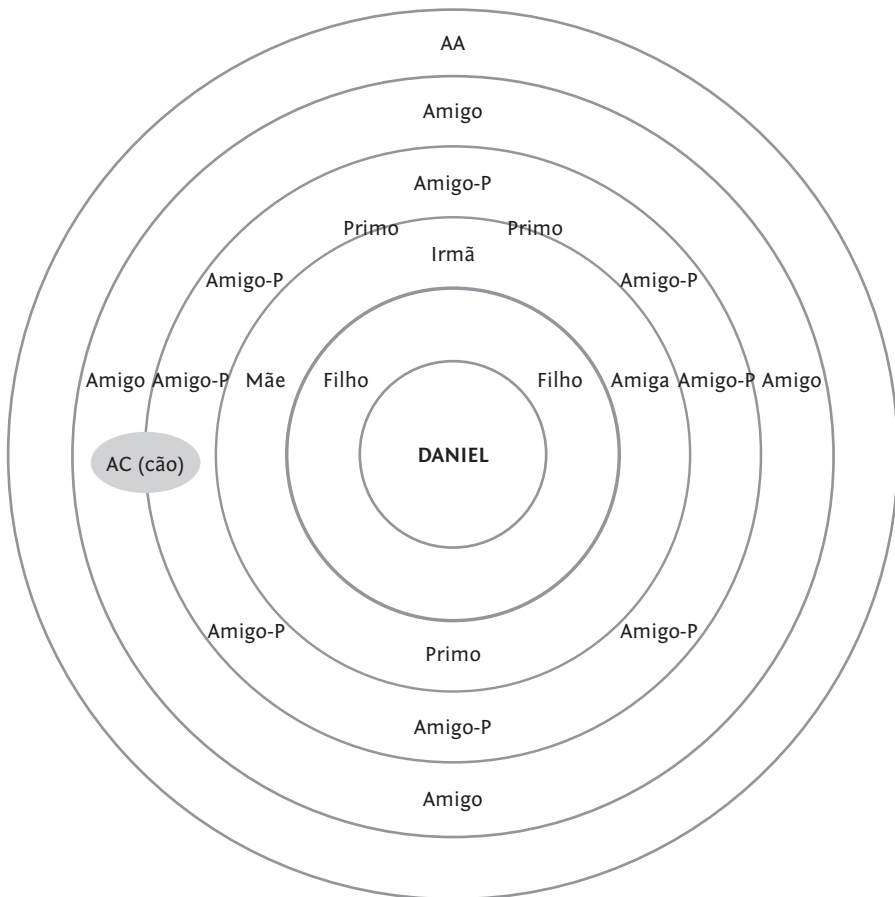 AA
Amigo
Amigo-P
Primo Primo
Irmã
Amigo-P Amigo-P
Amigo Amigo-P Mãe Filho Filho Amiga Amigo-P Amigo
DANIEL
AC (cão)
Amigo-P Amigo-P
Primo
Amigo-P
Amigo